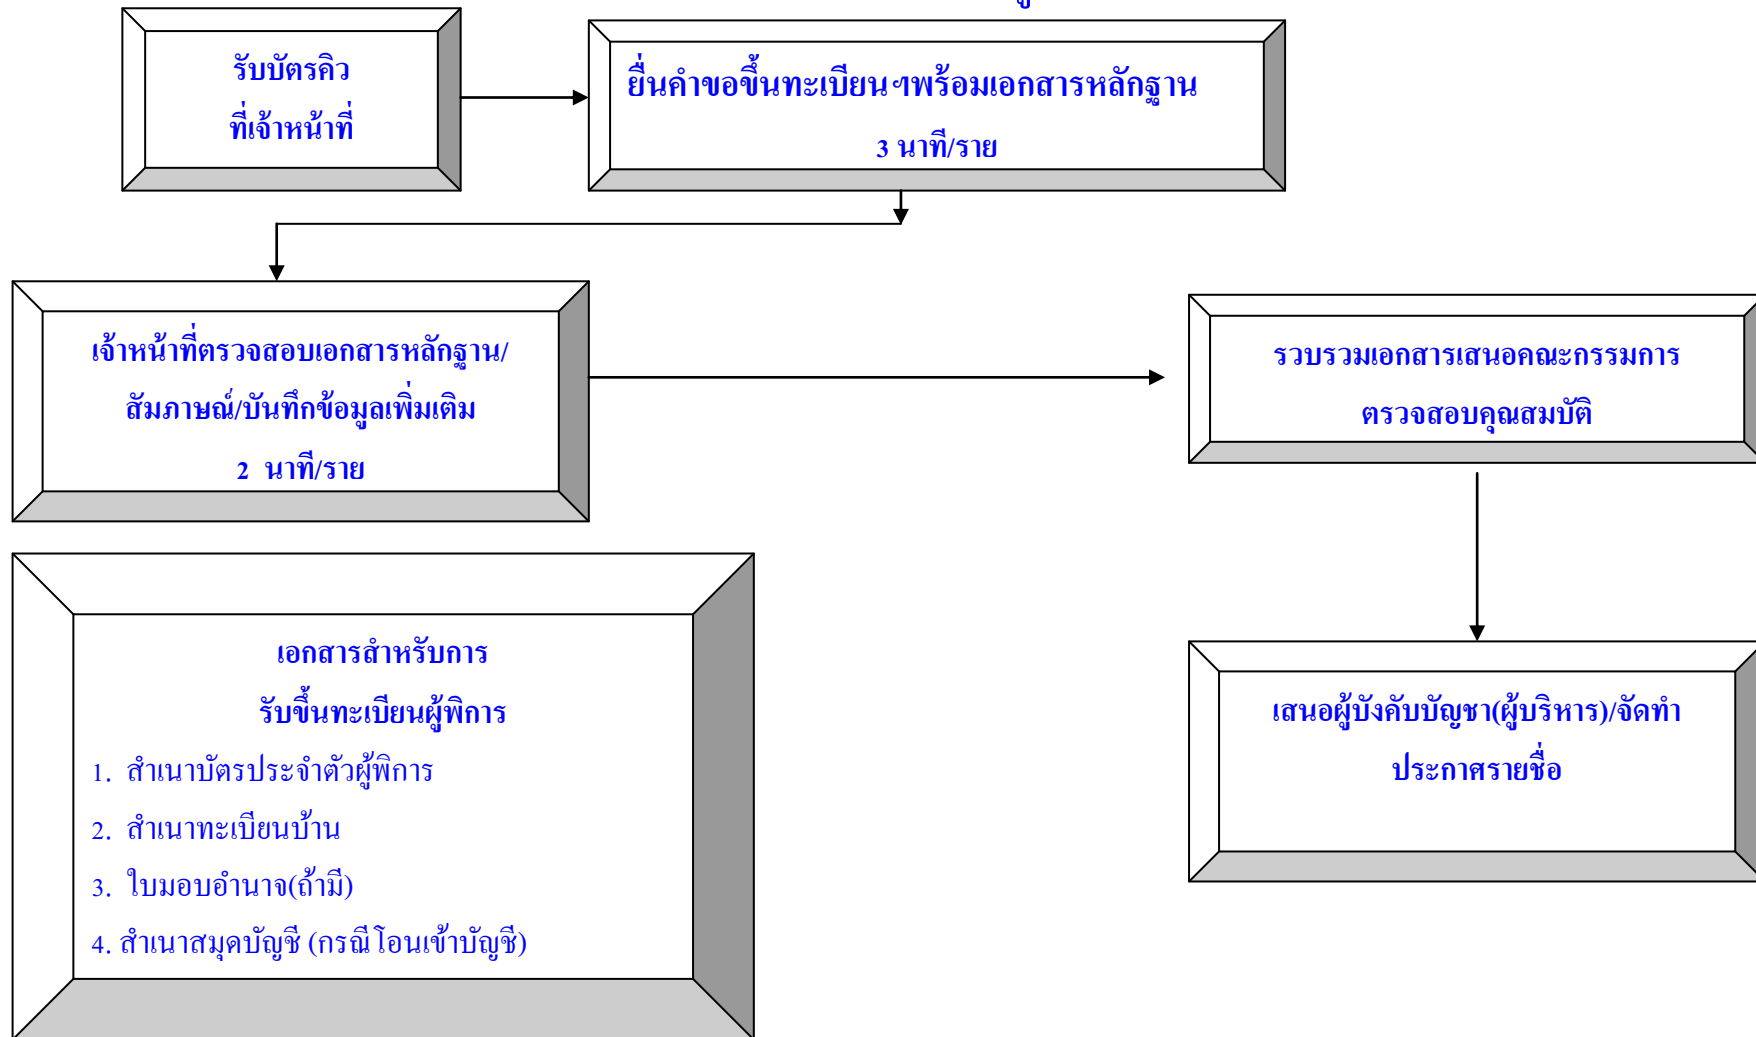 รับบัตรคิว
ที่เจ้าหน้าที่
ยื่นคำขอขึ้นทะเบียนฯพร้อมเอกสารหลักฐาน
3 นาที/ราย
เจ้าหน้าที่ตรวจสอบเอกสารหลักฐาน/
สัมภาษณ์/บันทึกข้อมูลเพิ่มเติม
2 นาที/ราย
รวบรวมเอกสารเสนอคณะกรรมการ
ตรวจสอบคุณสมบัติ
เสนอผู้บังคับบัญชา(ผู้บริหาร)/จัดทำ
ประกาศรายชื่อ
เอกสารสำหรับการ
รับขึ้นทะเบียนผู้พิการ
1. สำเนาบัตรประจำตัวผู้พิการ
2. สำเนาทะเบียนบ้าน
3. ใบมอบอำนาจ(ถ้ามี)
4. สำเนาสมุดบัญชี (กรณีโอนเข้าบัญชี)